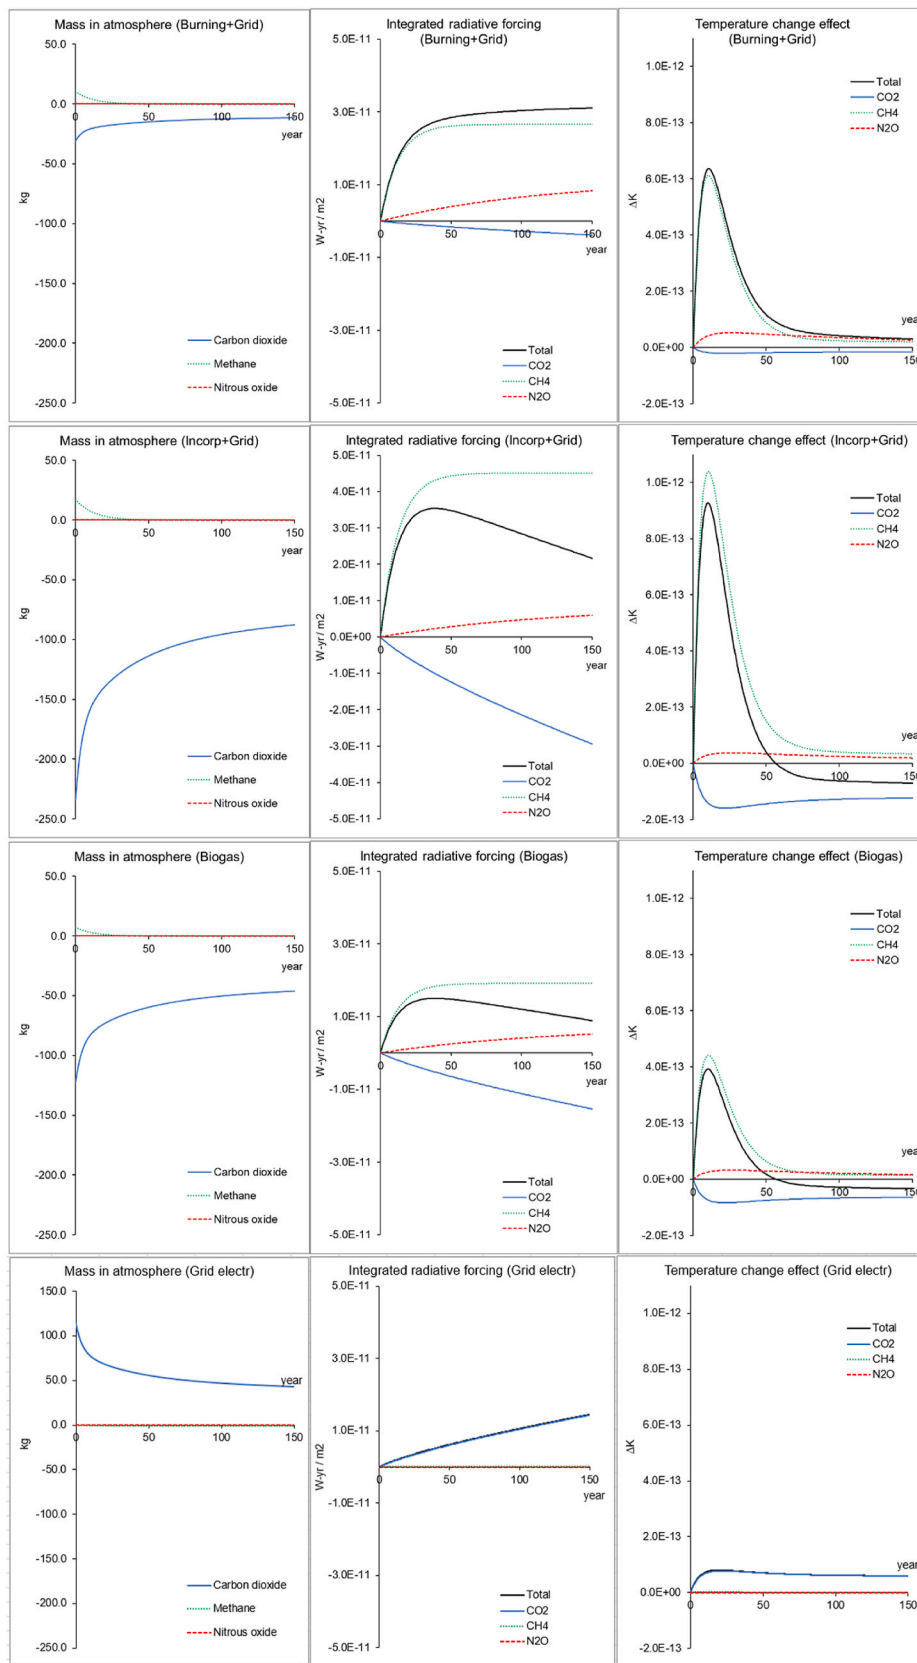 Mass in atmosphere (Burning+Grid)
50.0
0.0
0
50
100
150
year
-50.0
kg
-100.0
-150.0
-200.0
-250.0
Carbon dioxide
Methane
Nitrous oxide
Integrated radiative forcing
(Burning+Grid)
5.0E-11
3.0E-11
1.0E-11
0
50
100
150
year
W-yr / m2
-1.0E-11
-3.0E-11
-5.0E-11
Total
CO2
CH4
N2O
Temperature change effect
(Burning+Grid)
1.0E-12
8.0E-13
6.0E-13
4.0E-13
2.0E-13
0.0E+00
-2.0E-13
ΔK
Total
CO2
CH4
N2O
year
0
50
100
150
Mass in atmosphere (Incorp+Grid)
50.0
0.0
0
50
100
150
year
-50.0
kg
-100.0
-150.0
-200.0
-250.0
Carbon dioxide
Methane
Nitrous oxide
Integrated radiative forcing (Incorp+Grid)
5.0E-11
4.0E-11
3.0E-11
2.0E-11
1.0E-11
0.0E+00
-1.0E-11
-2.0E-11
-3.0E-11
-4.0E-11
-5.0E-11
W-yr / m2
0
50
100
150
year
Total
CO2
CH4
N2O
Temperature change effect (Incorp+Grid)
1.0E-12
8.0E-13
6.0E-13
4.0E-13
2.0E-13
0.0E+00
-2.0E-13
ΔK
Total
CO2
CH4
N2O
year
0
50
100
150
Mass in atmosphere (Biogas)
50.0
0.0
0
50
100
150
year
-50.0
kg
-100.0
-150.0
-200.0
-250.0
Carbon dioxide
Methane
Nitrous oxide
Integrated radiative forcing (Biogas)
5.0E-11
3.0E-11
1.0E-11
0
50
100
150
year
W-yr / m2
-1.0E-11
-3.0E-11
-5.0E-11
Total
CO2
CH4
N2O
Temperature change effect (Biogas)
1.0E-12
8.0E-13
6.0E-13
4.0E-13
2.0E-13
0.0E+00
-2.0E-13
ΔK
Total
CO2
CH4
N2O
year
0
50
100
150
Mass in atmosphere (Grid electr)
150.0
100.0
50.0
year
0.0
0
50
100
150
kg
-50.0
-100.0
-150.0
-200.0
-250.0
Carbon dioxide
Methane
Nitrous oxide
Integrated radiative forcing (Grid electr)
5.0E-11
3.0E-11
1.0E-11
0
50
100
150
year
W-yr / m2
-1.0E-11
-3.0E-11
-5.0E-11
Total
CO2
CH4
N2O
Temperature change effect (Grid electr)
1.0E-12
8.0E-13
6.0E-13
4.0E-13
2.0E-13
0.0E+00
-2.0E-13
ΔK
Total
CO2
CH4
N2O
year
0
50
100
150